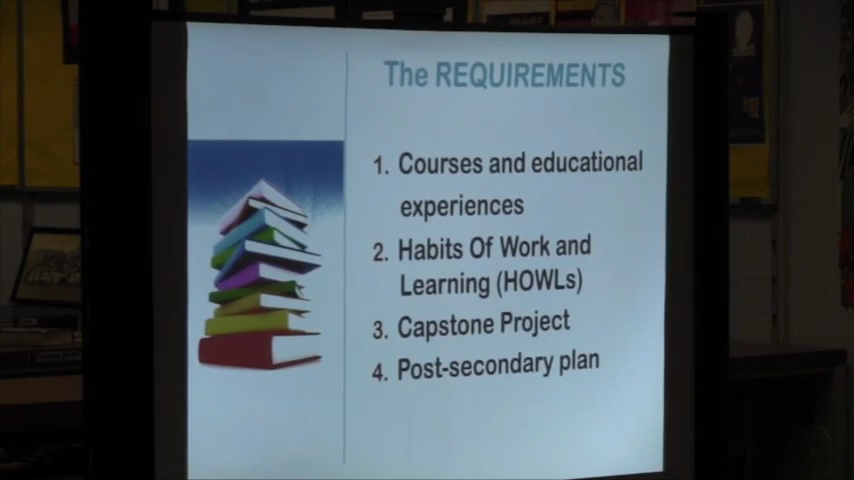 The REQUIREMENTS
1. Courses and educational
experiences
2. Habits Of Work and
Learning (HOWLs)
3. Capstone Project
4. Post-secondary plan